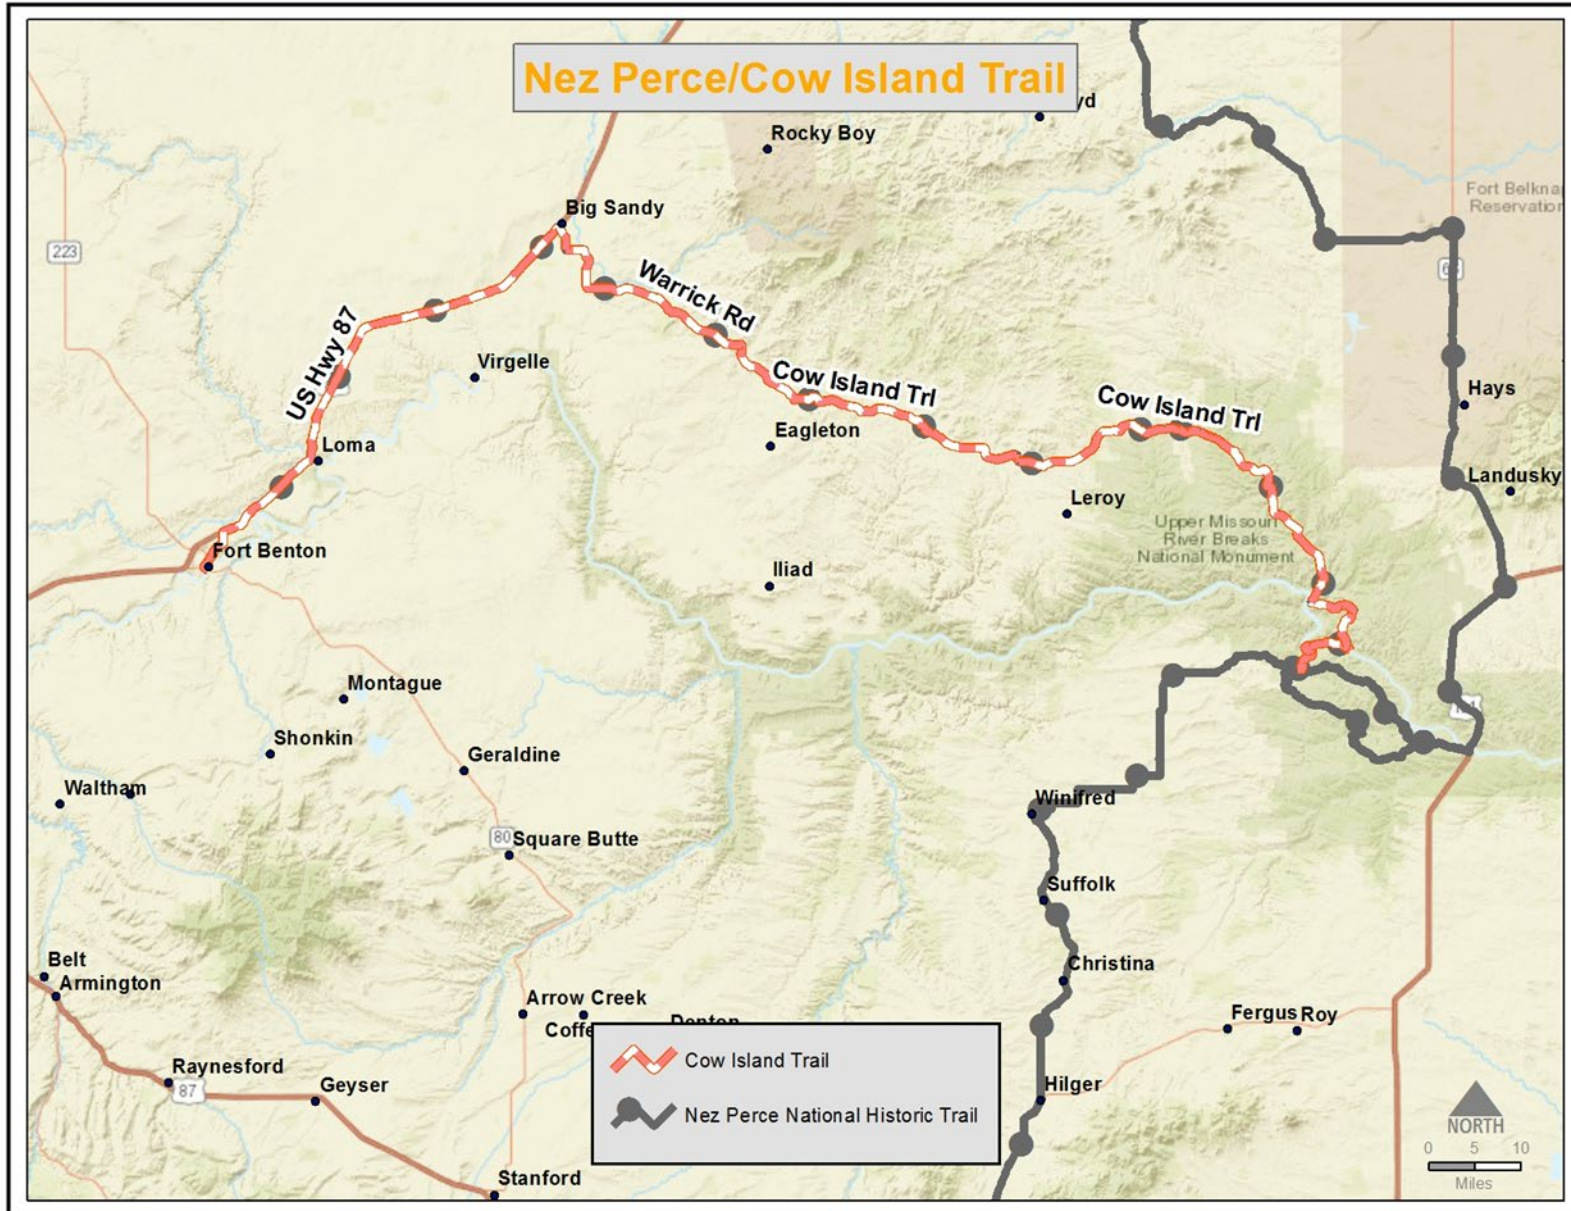 Nez Perce/Cow Island Trail
Rocky Boy
Big Sandy
Fort Belknap
Reservation
223
Warrick Rd
US Hwy 87
Virgelle
Cow Island Trl
Cow Island Trl
Hays
Eagleton
Loma
Landusky
Leroy
Upper Missouri
River Breaks
National Monument
Fort Benton
Iliad
Montague
Shonkin
Geraldine
Waltham
Winifred
80
Square Butte
Suffolk
Belt
Armington
Christina
Arrow Creek
Fergus
Roy
Raynesford
87
Geyser
Hilger
Stanford
Cow Island Trail
Nez Perce National Historic Trail
NORTH
0 5 10
Miles